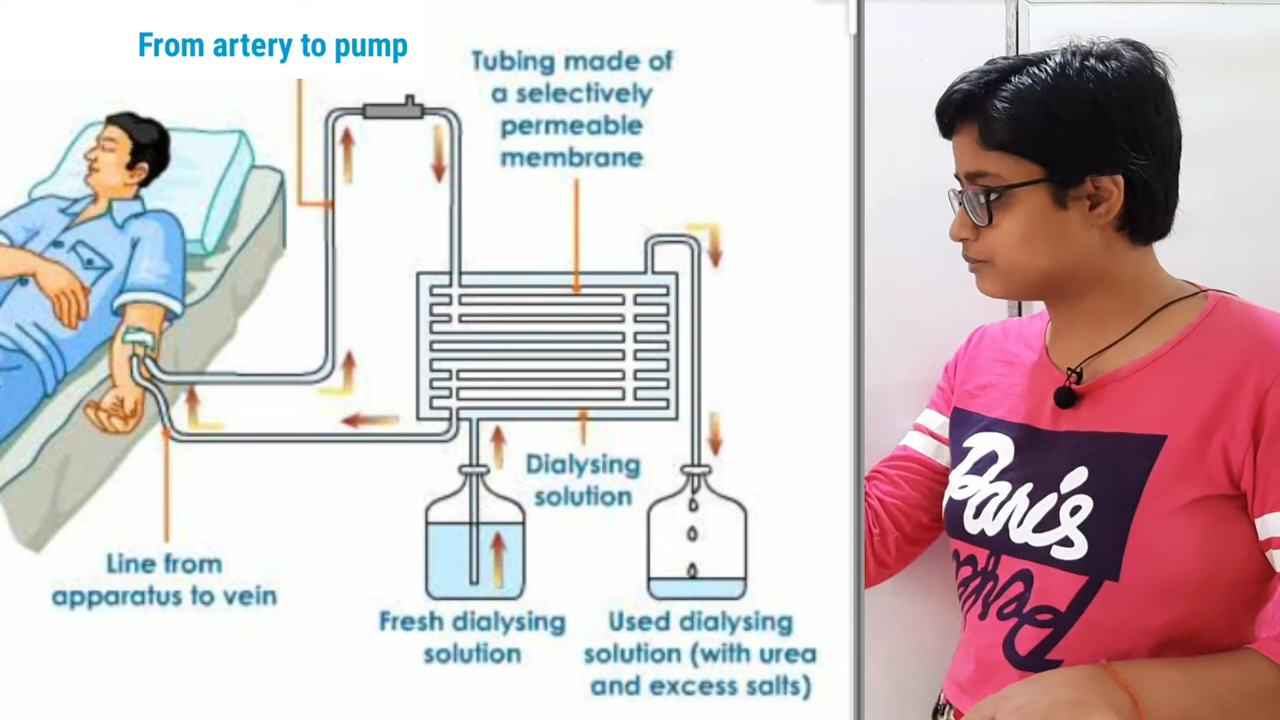 From artery to pump
Tubing made of
a selectively
permeable
membrane
Dialysing
solution
Line from
apparatus to vein
Fresh dialysing
solution
Used dialysing
solution (with urea
and excess salts)
Paris